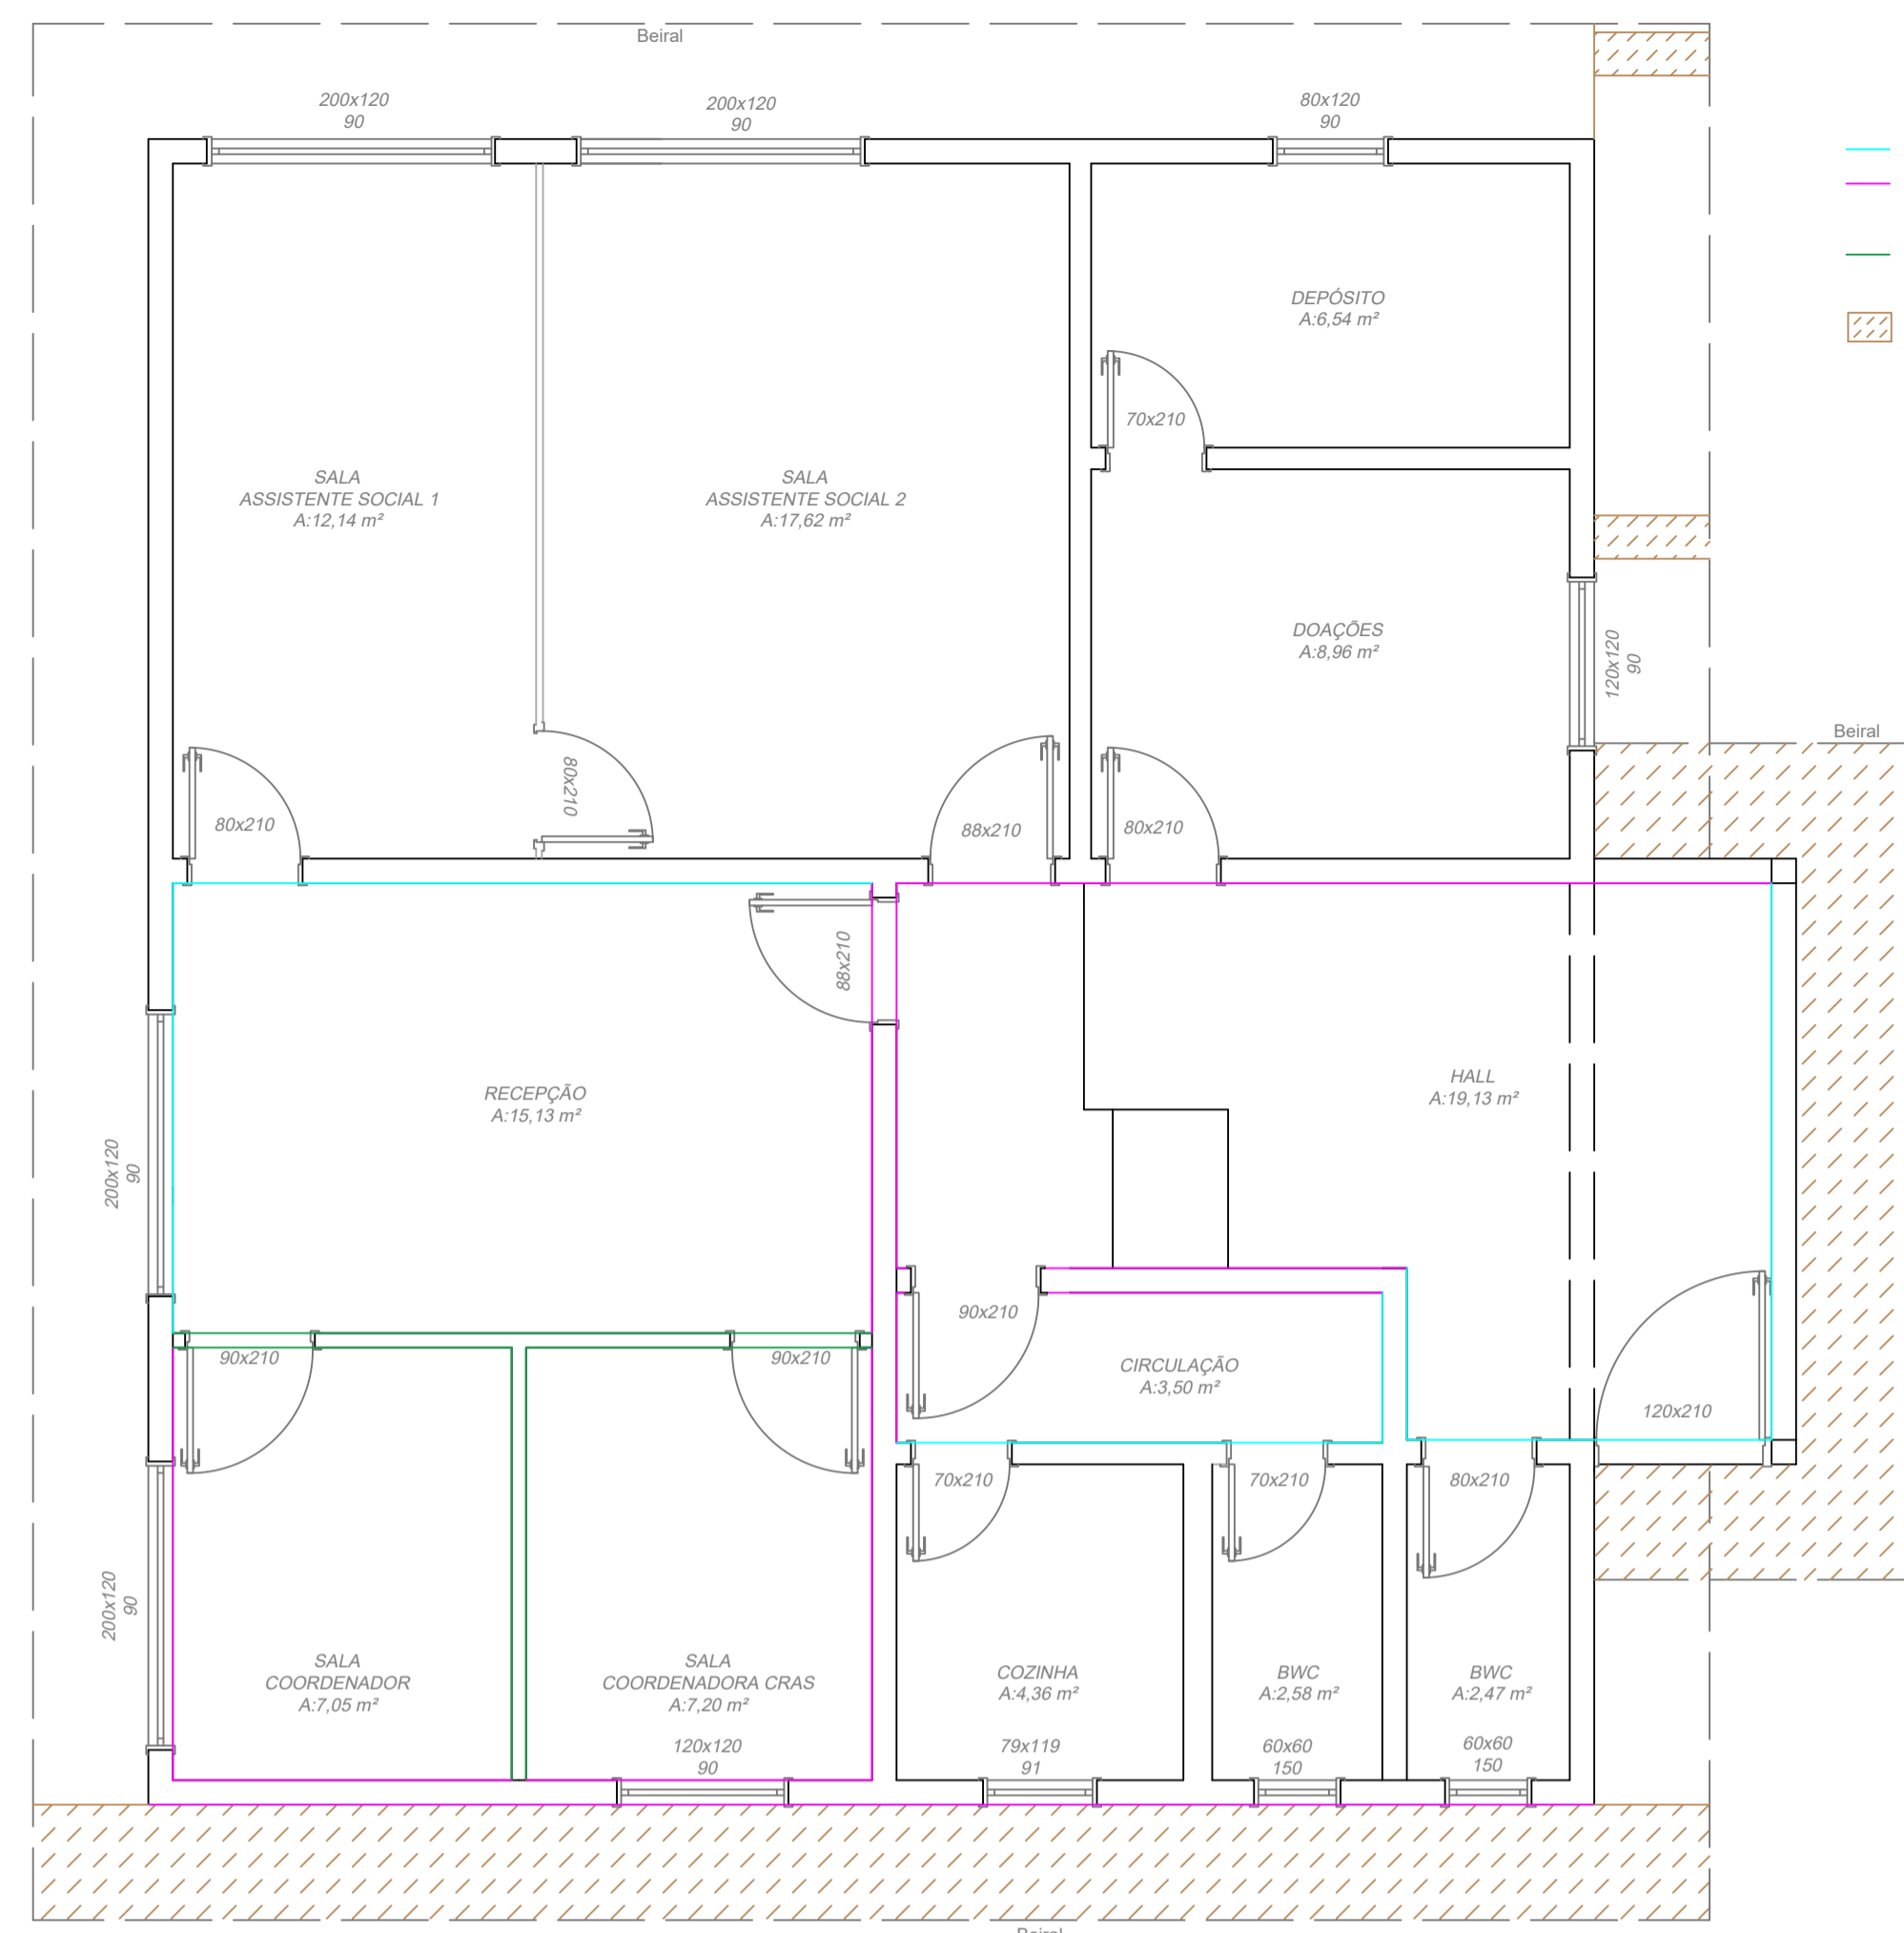 Beiral
200x120
90
200x120
90
80x120
90
DEPÓSITO
A:6,54 m²
70x210
SALA
ASSISTENTE SOCIAL 1
A:12,14 m²
SALA
ASSISTENTE SOCIAL 2
A:17,62 m²
DOAÇÕES
A:8,96 m²
120x120
90
Beiral
80x210
80x210
88x210
80x210
88x210
RECEPÇÃO
A:15,13 m²
HALL
A:19,13 m²
200x120
90
90x210
90x210
90x210
CIRCULAÇÃO
A:3,50 m²
120x210
70x210
70x210
80x210
200x120
90
SALA
COORDENADOR
A:7,05 m²
SALA
COORDENADORA CRAS
A:7,20 m²
120x120
90
COZINHA
A:4,36 m²
79x119
91
BWC
A:2,58 m²
60x60
150
BWC
A:2,47 m²
60x60
150
Beiral